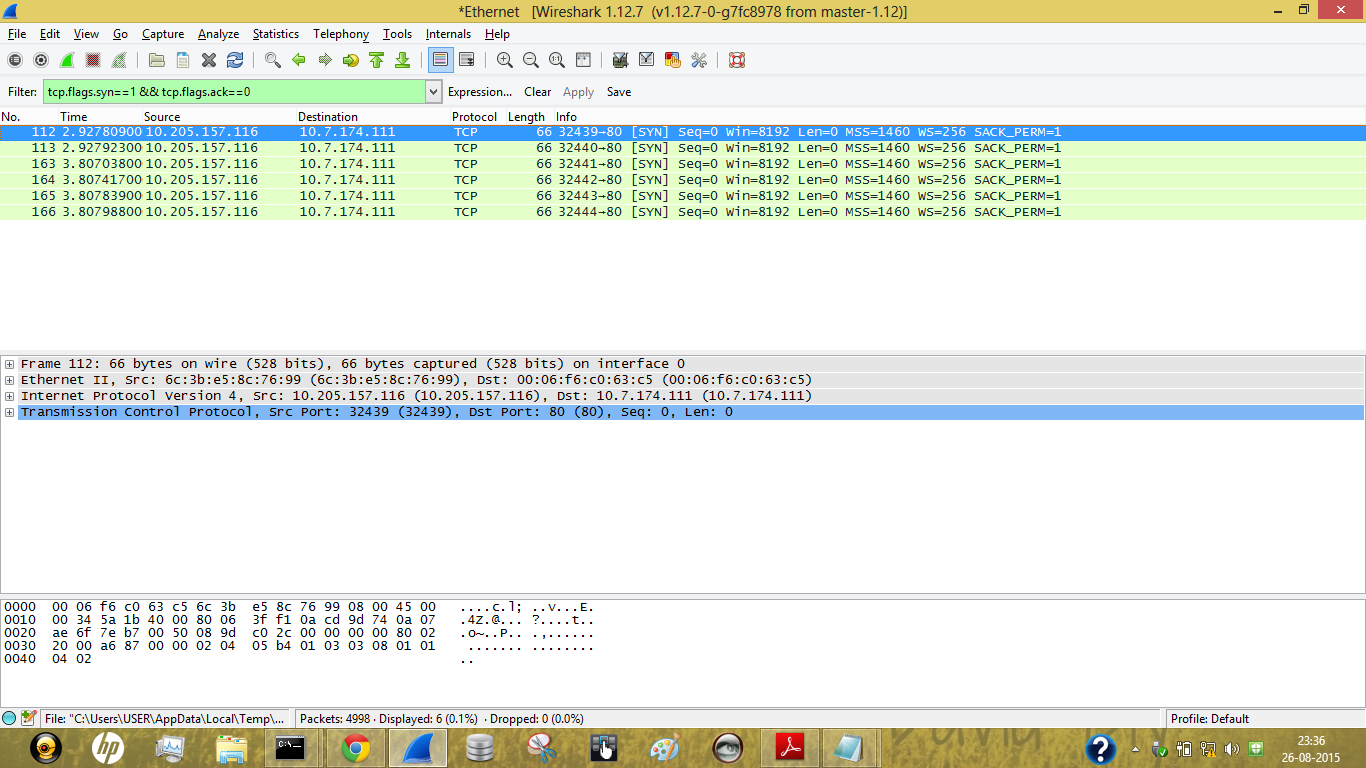 *Ethernet [Wireshark 1.12.7 (v1.12.7-0-g7fc8978 from master-1.12)]
File Edit View Go Capture Analyze Statistics Telephony Tools Internals Help
Filter: tcp.flags.syn==1 && tcp.flags.ack==0 Expression... Clear Apply Save
No. Time Source Destination Protocol Length Info
112 2.92780900 10.205.157.116 10.7.174.111 TCP 66 32439→80 [SYN] Seq=0 Win=8192 Len=0 MSS=1460 WS=256 SACK_PERM=1
113 2.92792300 10.205.157.116 10.7.174.111 TCP 66 32440→80 [SYN] Seq=0 Win=8192 Len=0 MSS=1460 WS=256 SACK_PERM=1
163 3.80703800 10.205.157.116 10.7.174.111 TCP 66 32441→80 [SYN] Seq=0 Win=8192 Len=0 MSS=1460 WS=256 SACK_PERM=1
164 3.80741700 10.205.157.116 10.7.174.111 TCP 66 32442→80 [SYN] Seq=0 Win=8192 Len=0 MSS=1460 WS=256 SACK_PERM=1
165 3.80783900 10.205.157.116 10.7.174.111 TCP 66 32443→80 [SYN] Seq=0 Win=8192 Len=0 MSS=1460 WS=256 SACK_PERM=1
166 3.80798800 10.205.157.116 10.7.174.111 TCP 66 32444→80 [SYN] Seq=0 Win=8192 Len=0 MSS=1460 WS=256 SACK_PERM=1
Frame 112: 66 bytes on wire (528 bits), 66 bytes captured (528 bits) on interface 0
Ethernet II, Src: 6c:3b:e5:8c:76:99 (6c:3b:e5:8c:76:99), Dst: 00:06:f6:c0:63:c5 (00:06:f6:c0:63:c5)
Internet Protocol Version 4, Src: 10.205.157.116 (10.205.157.116), Dst: 10.7.174.111 (10.7.174.111)
Transmission Control Protocol, Src Port: 32439 (32439), Dst Port: 80 (80), Seq: 0, Len: 0
0000 00 06 f6 c0 63 c5 6c 3b e5 8c 76 99 08 00 45 00 ....c.l; ..v...E.
0010 00 34 5a 1b 40 00 80 06 3f f1 0a cd 9d 74 0a 07 .4Z.@... ?....t..
0020 ae 6f 7e b7 00 50 08 9d c0 2c 00 00 00 00 80 02 .o~..P.. .,......
0030 20 00 a6 87 00 00 02 04 05 b4 01 03 03 08 01 01 ....... ........
0040 04 02 ..
File: "C:\Users\USER\AppData\Local\Temp\... Packets: 4998 · Displayed: 6 (0.1%) · Dropped: 0 (0.0%) Profile: Default
hp
C:\
23:36
26-08-2015